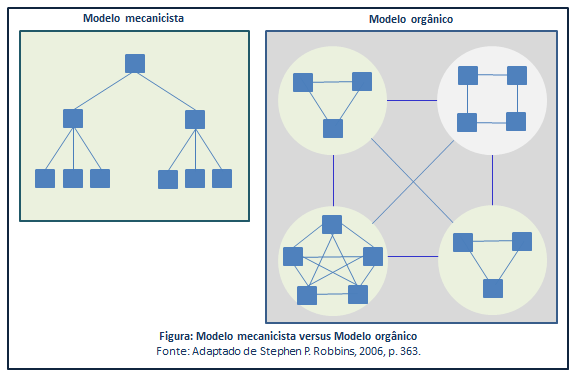 Modelo mecanicista
Modelo orgânico
Figura: Modelo mecanicista versus Modelo orgânico
Fonte: Adaptado de Stephen P. Robbins, 2006, p. 363.